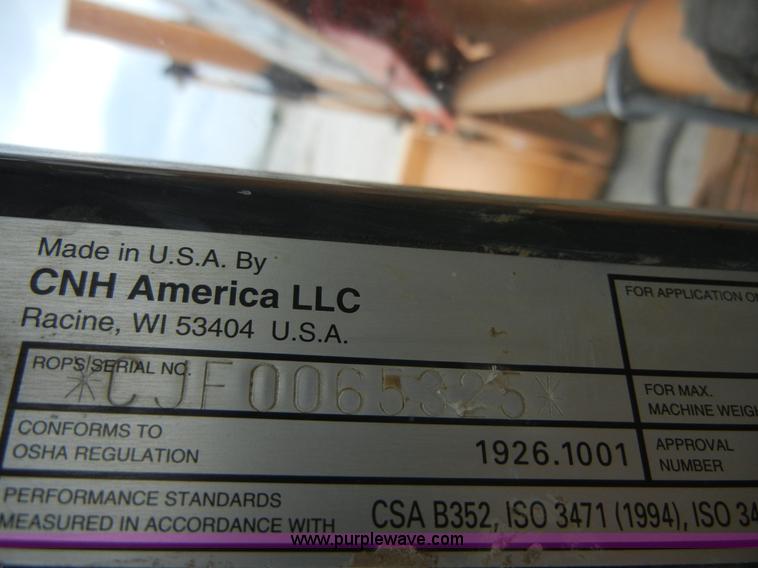 Made in U.S.A. By
CNH America LLC
Racine, WI 53404 U.S.A.
FOR APPLICATION
ROPS/SERIAL NO.
*CJF0065325*
FOR MAX.
MACHINE WEIGH
CONFORMS TO
OSHA REGULATION
1926.1001
APPROVAL
NUMBER
PERFORMANCE STANDARDS
MEASURED IN ACCORDANCE WITH
CSA B352, ISO 3471 (1994), ISO 34
www.purplewave.com